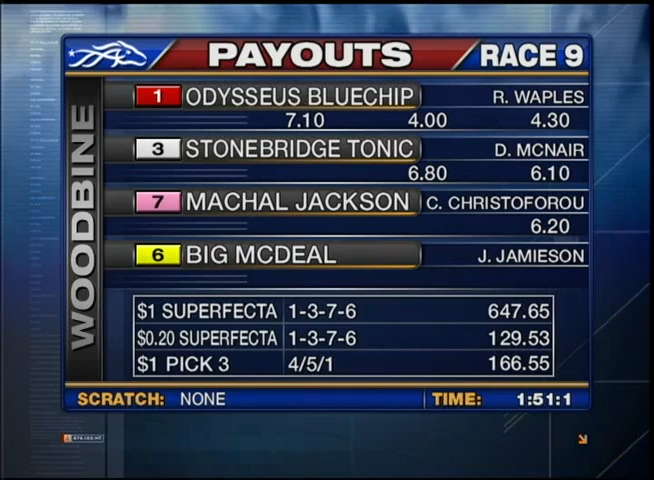 PAYOUTS RACE 9
WOODBINE
1 ODYSSEUS BLUECHIP R. WAPLES
7.10 4.00 4.30
3 STONEBRIDGE TONIC D. MCNAIR
6.80 6.10
7 MACHAL JACKSON C. CHRISTOFOROU
6.20
6 BIG MCDEAL J. JAMIESON
$1 SUPERFECTA 1-3-7-6 647.65
$0.20 SUPERFECTA 1-3-7-6 129.53
$1 PICK 3 4/5/1 166.55
SCRATCH: NONE TIME: 1:51:1